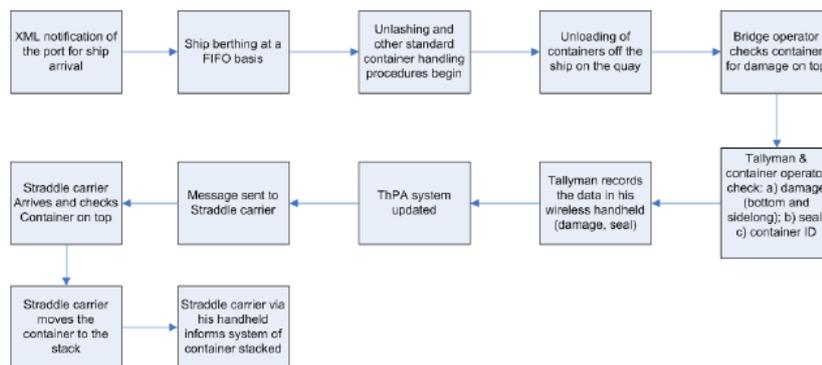 XML notification of
the port for ship
arrival
Ship berthing at a
FIFO basis
Unlashing and
other standard
container handling
procedures begin
Unloading of
containers off the
ship on the quay
Bridge operator
checks container
for damage on top
Tallyman &
container operator
check: a) damage
(bottom and
sidelong); b) seal
c) container ID
Tallyman records
the data in his
wireless handheld
(damage, seal)
ThPA system
updated
Message sent to
Straddle carrier
Straddle carrier
Arrives and checks
Container on top
Straddle carrier
moves the
container to the
stack
Straddle carrier via
his handheld
informs system of
container stacked